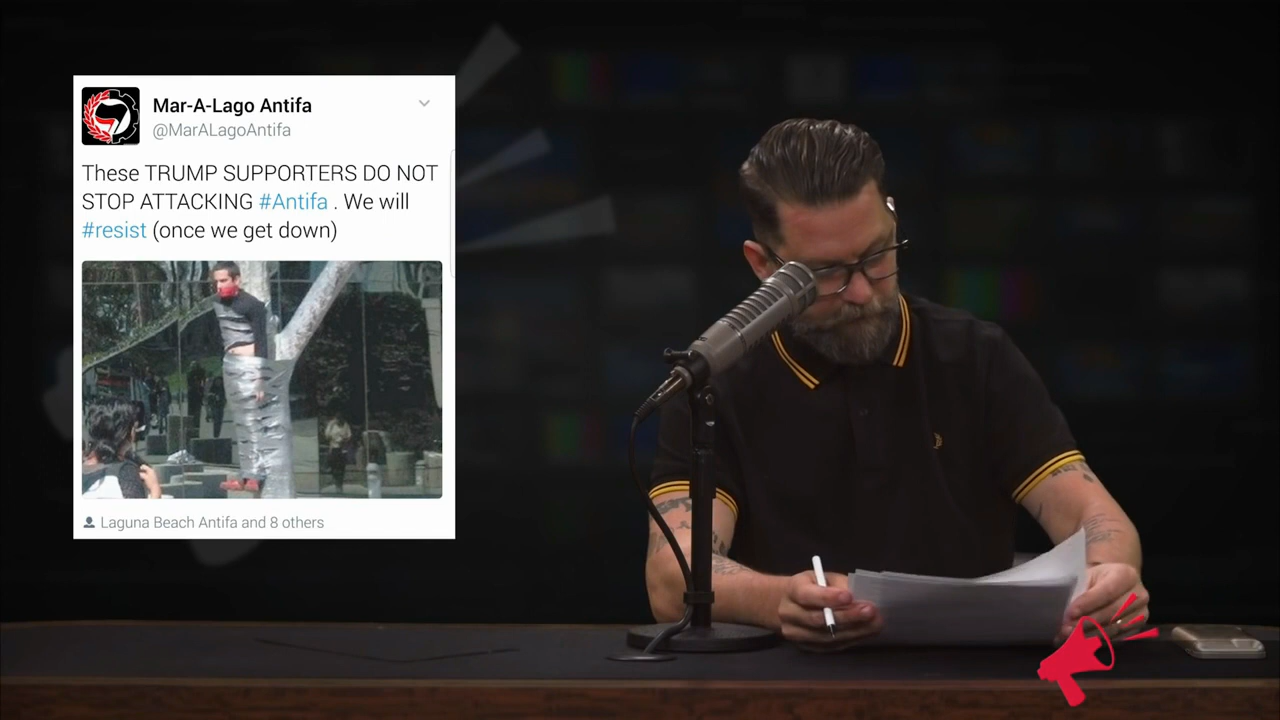 Mar-A-Lago Antifa
@MarALagoAntifa
These TRUMP SUPPORTERS DO NOT
STOP ATTACKING #Antifa . We will
#resist (once we get down)
Laguna Beach Antifa and 8 others